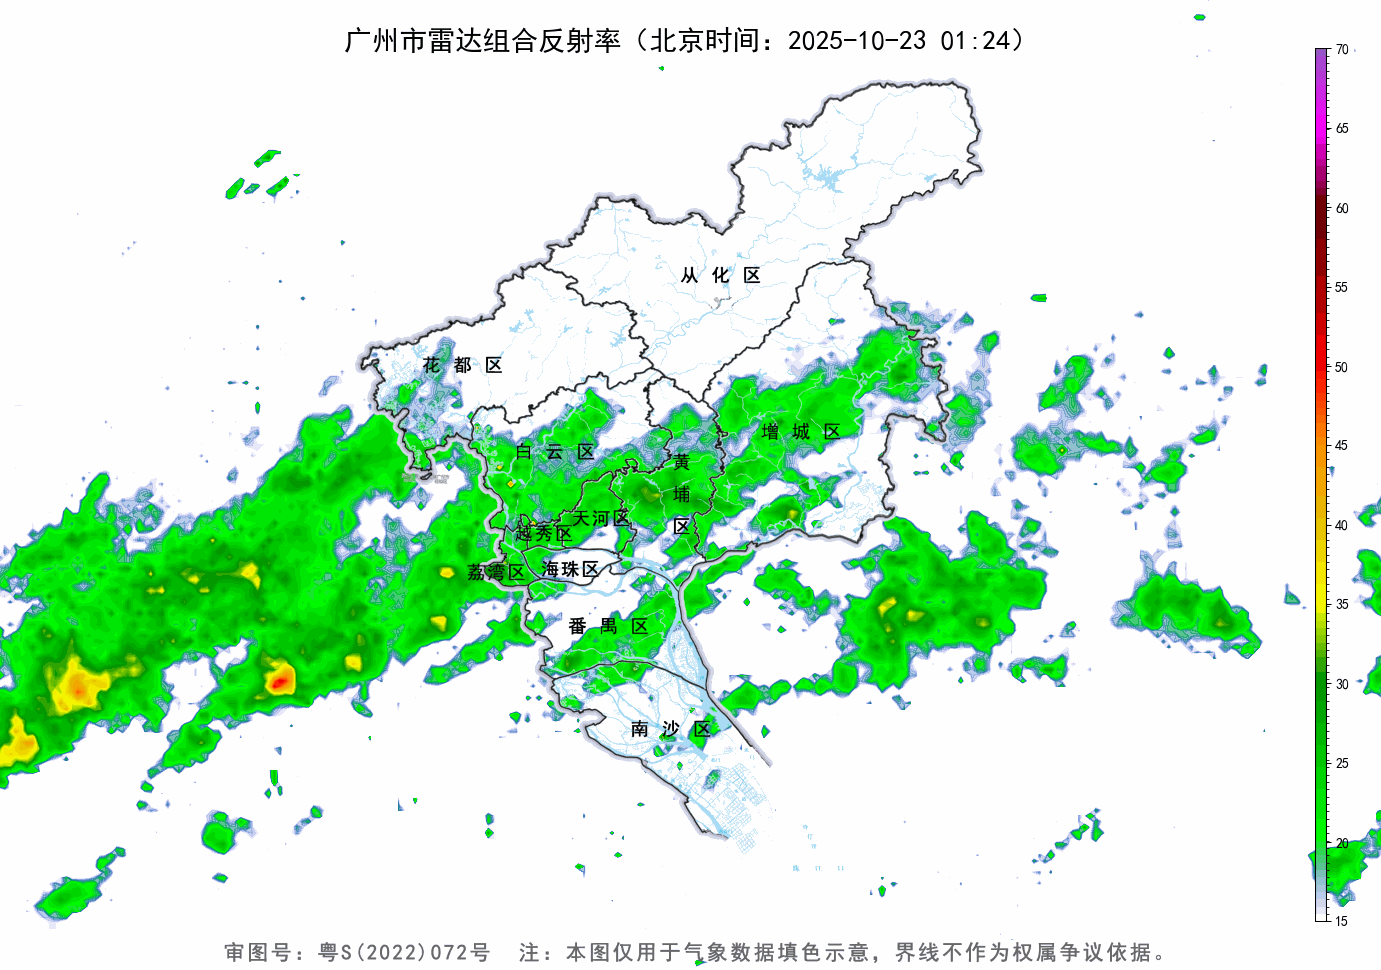 广州市雷达组合反射率（北京时间：2025-10-23 01:24）
70
65
60
55
50
45
40
35
30
25
20
15
从化区
花都区
增城区
白云区
黄埔区
天河区
越秀区
荔湾区
海珠区
番禺区
南沙区
审图号：粤S(2022)072号 注：本图仅用于气象数据填色示意，界线不作为权属争议依据。